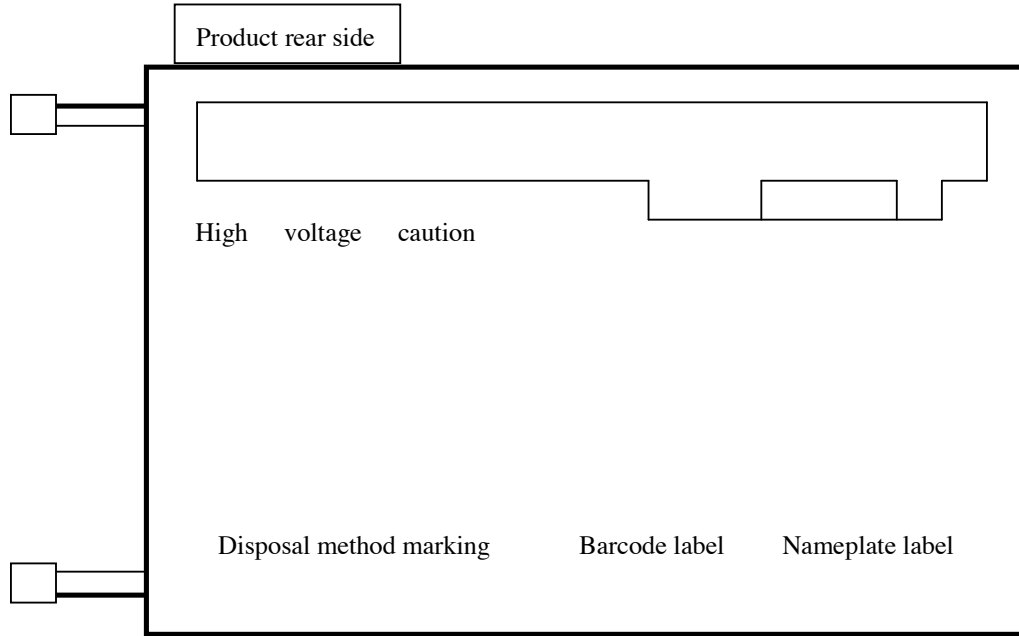 Product rear side
High voltage caution
Disposal method marking Barcode label Nameplate label